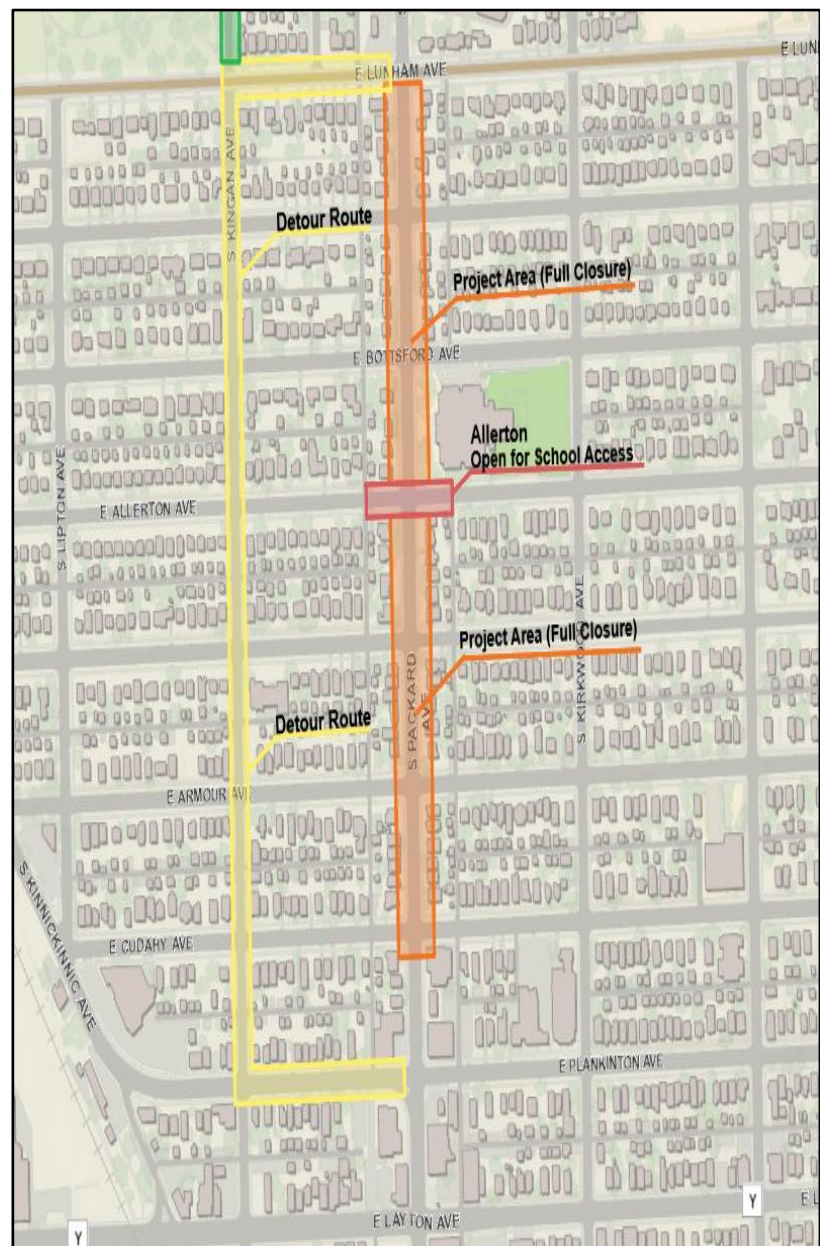 E LUNHAM AVE
E LUN
S KINGAN AVE
Detour Route
Project Area (Full Closure)
E BOTTSFORD AVE
Allerton
Open for School Access
E ALLERTON AVE
S LIPTON AVE
S KIRKWOOD AVE
Project Area (Full Closure)
S PACKARD
AVE
Detour Route
E ARMOUR AVE
S KINNICKINNIC AVE
E CUDAHY AVE
E PLANKINTON AVE
Y
E LAYTON AVE
E L
Y